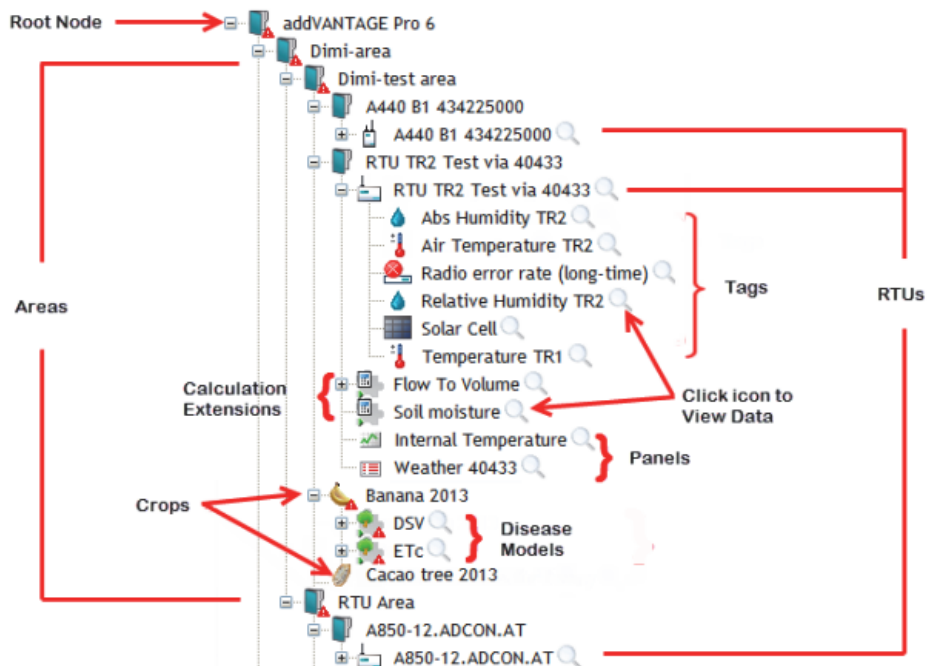 Root Node
addVANTAGE Pro 6
Dimi-area
Dimi-test area
A440 B1 434225000
A440 B1 434225000
RTU TR2 Test via 40433
RTU TR2 Test via 40433
Abs Humidity TR2
Air Temperature TR2
Radio error rate (long-time)
Tags
RTUs
Areas
Relative Humidity TR2
Solar Cell
Temperature TR1
Calculation
Extensions
Flow To Volume
Soil moisture
Click icon to
View Data
Internal Temperature
Weather 40433
Panels
Crops
Banana 2013
DSV
ETc
Disease
Models
Cacao tree 2013
RTU Area
A850-12.ADCON.AT
A850-12.ADCON.AT